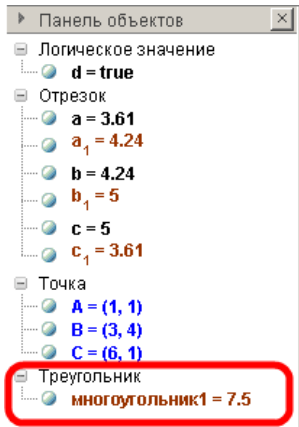 Панель объектов
Логическое значение
d = true
Отрезок
a = 3.61
a₁ = 4.24
b = 4.24
b₁ = 5
c = 5
c₁ = 3.61
Точка
A = (1, 1)
B = (3, 4)
C = (6, 1)
Треугольник
многоугольник1 = 7.5